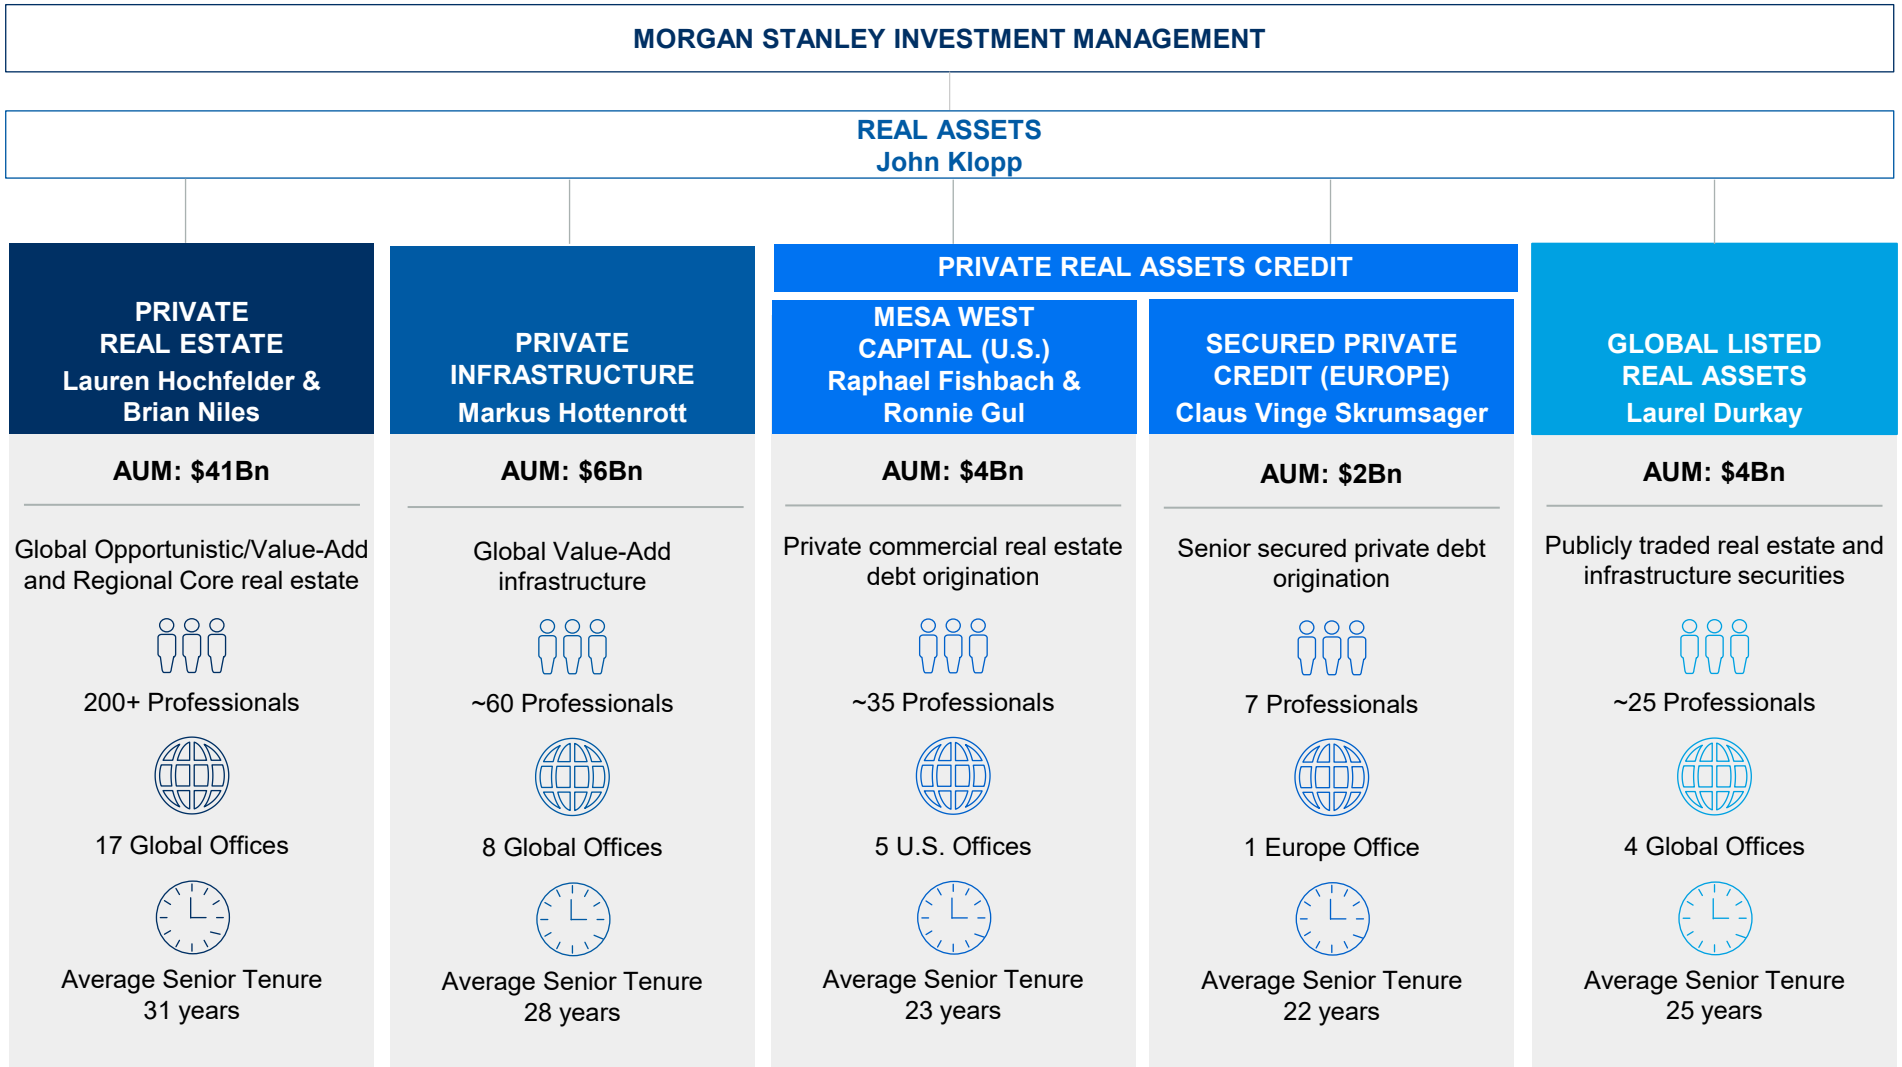 MORGAN STANLEY INVESTMENT MANAGEMENT
REAL ASSETS
John Klopp
PRIVATE
REAL ESTATE
Lauren Hochfelder &
Brian Niles
AUM: $41Bn
Global Opportunistic/Value-Add
and Regional Core real estate
200+ Professionals
17 Global Offices
Average Senior Tenure
31 years
PRIVATE
INFRASTRUCTURE
Markus Hottenrott
AUM: $6Bn
Global Value-Add
infrastructure
~60 Professionals
8 Global Offices
Average Senior Tenure
28 years
PRIVATE REAL ASSETS CREDIT
MESA WEST
CAPITAL (U.S.)
Raphael Fishbach &
Ronnie Gul
AUM: $4Bn
Private commercial real estate
debt origination
~35 Professionals
5 U.S. Offices
Average Senior Tenure
23 years
SECURED PRIVATE
CREDIT (EUROPE)
Claus Vinge Skrumsager
AUM: $2Bn
Senior secured private debt
origination
7 Professionals
1 Europe Office
Average Senior Tenure
22 years
GLOBAL LISTED
REAL ASSETS
Laurel Durkay
AUM: $4Bn
Publicly traded real estate and
infrastructure securities
~25 Professionals
4 Global Offices
Average Senior Tenure
25 years